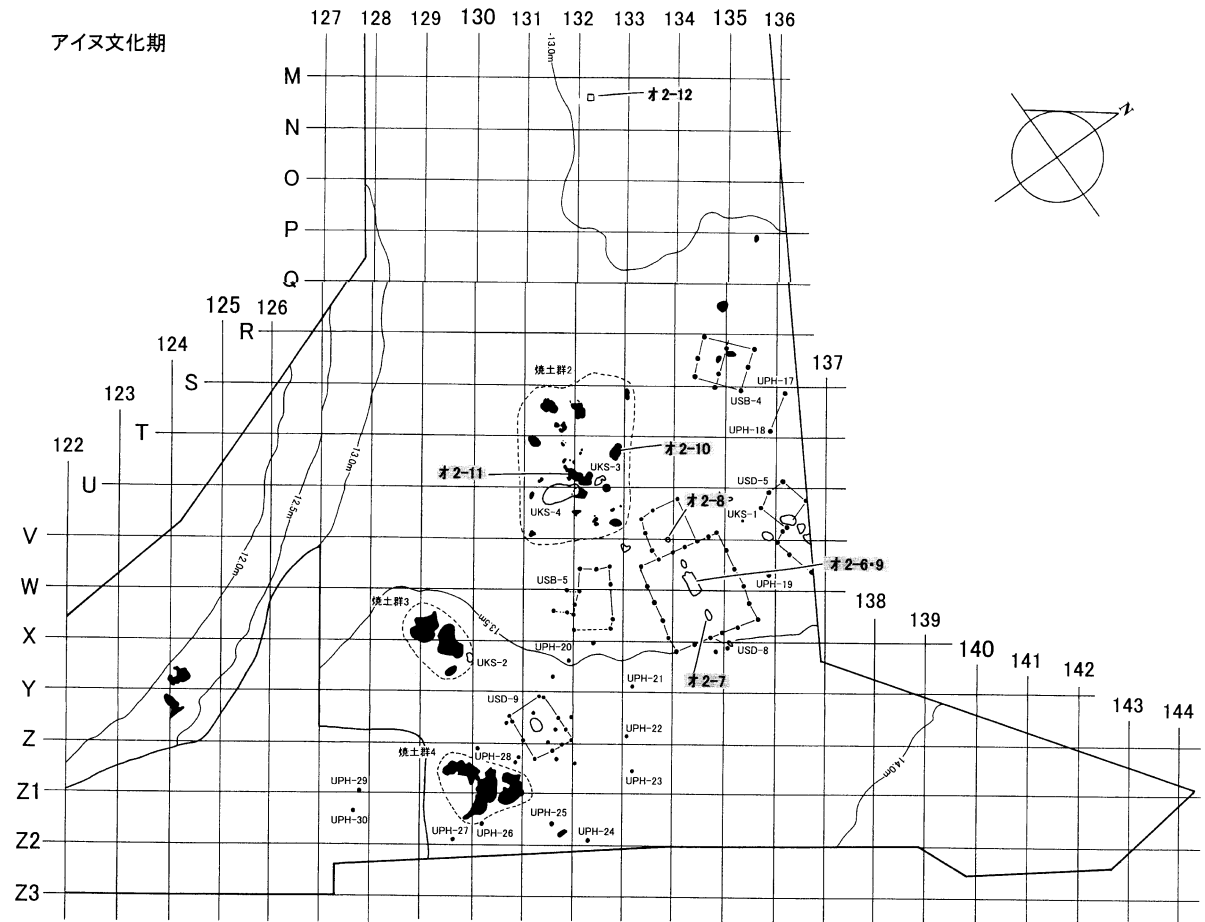 アイヌ文化期
127 128 129 130 131 132 133 134 135 136
-13.0m
M
オ2-12
N
N
O
P
Q
125 126
R
124
137
焼土群2
S
UPH-17
USB-4
123
UPH-18
T
オ2-10
122
13.0m
オ2-11
UKS-3
U
USD-5
オ2-8
UKS-4
UKS-1
12.5m
V
12.0m
オ2-6・9
USB-5
UPH-19
W
138
焼土群3
13.5m
139
X
UPH-20
USD-8
140
UKS-2
141
UPH-21
オ2-7
142
Y
USD-9
143
144
UPH-22
Z
焼土群4
UPH-28
14.0m
UPH-29
UPH-23
Z1
UPH-30
UPH-25
UPH-27
UPH-26
UPH-24
Z2
Z3